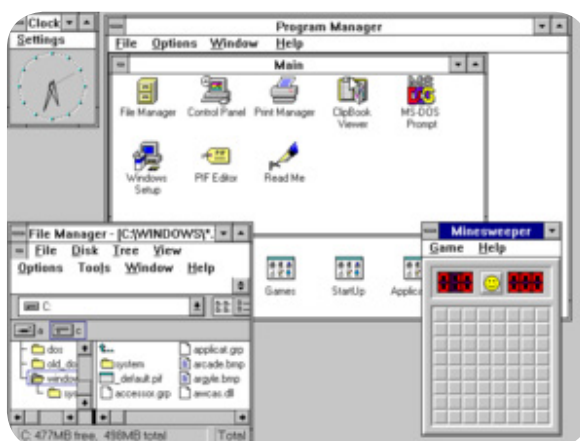 Clock
Settings
Program Manager
File Options Window Help
Main
File Manager
Control Panel
Print Manager
ClipBook
Viewer
MS-DOS
Prompt
Windows
Setup
PIF Editor
Read Me
Games
StartUp
File Manager - [C:\WINDOWS\*.
File Disk Tree View
Options Tools Window Help
C:
a c
dos
old_do
window
sys
system
_default.pif
accessor.grp
applicat.grp
arcade.bmp
argyle.bmp
C: 477MB free, 498MB total
Total
Minesweeper
Game Help